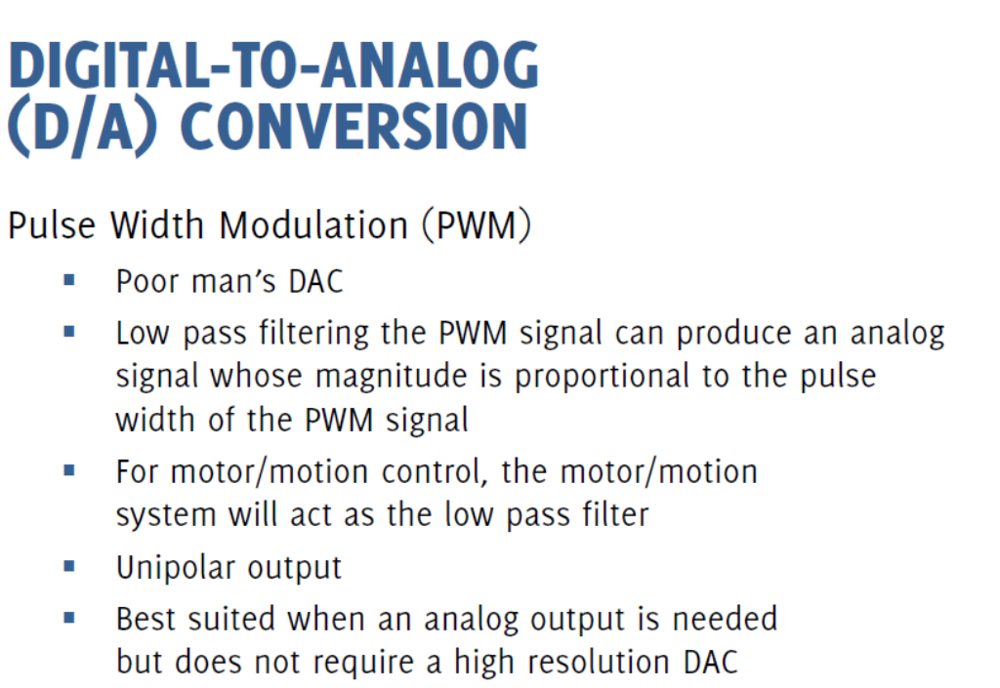 DIGITAL-TO-ANALOG
(D/A) CONVERSION
Pulse Width Modulation (PWM)
▪ Poor man’s DAC
▪ Low pass filtering the PWM signal can produce an analog
signal whose magnitude is proportional to the pulse
width of the PWM signal
▪ For motor/motion control, the motor/motion
system will act as the low pass filter
▪ Unipolar output
▪ Best suited when an analog output is needed
but does not require a high resolution DAC